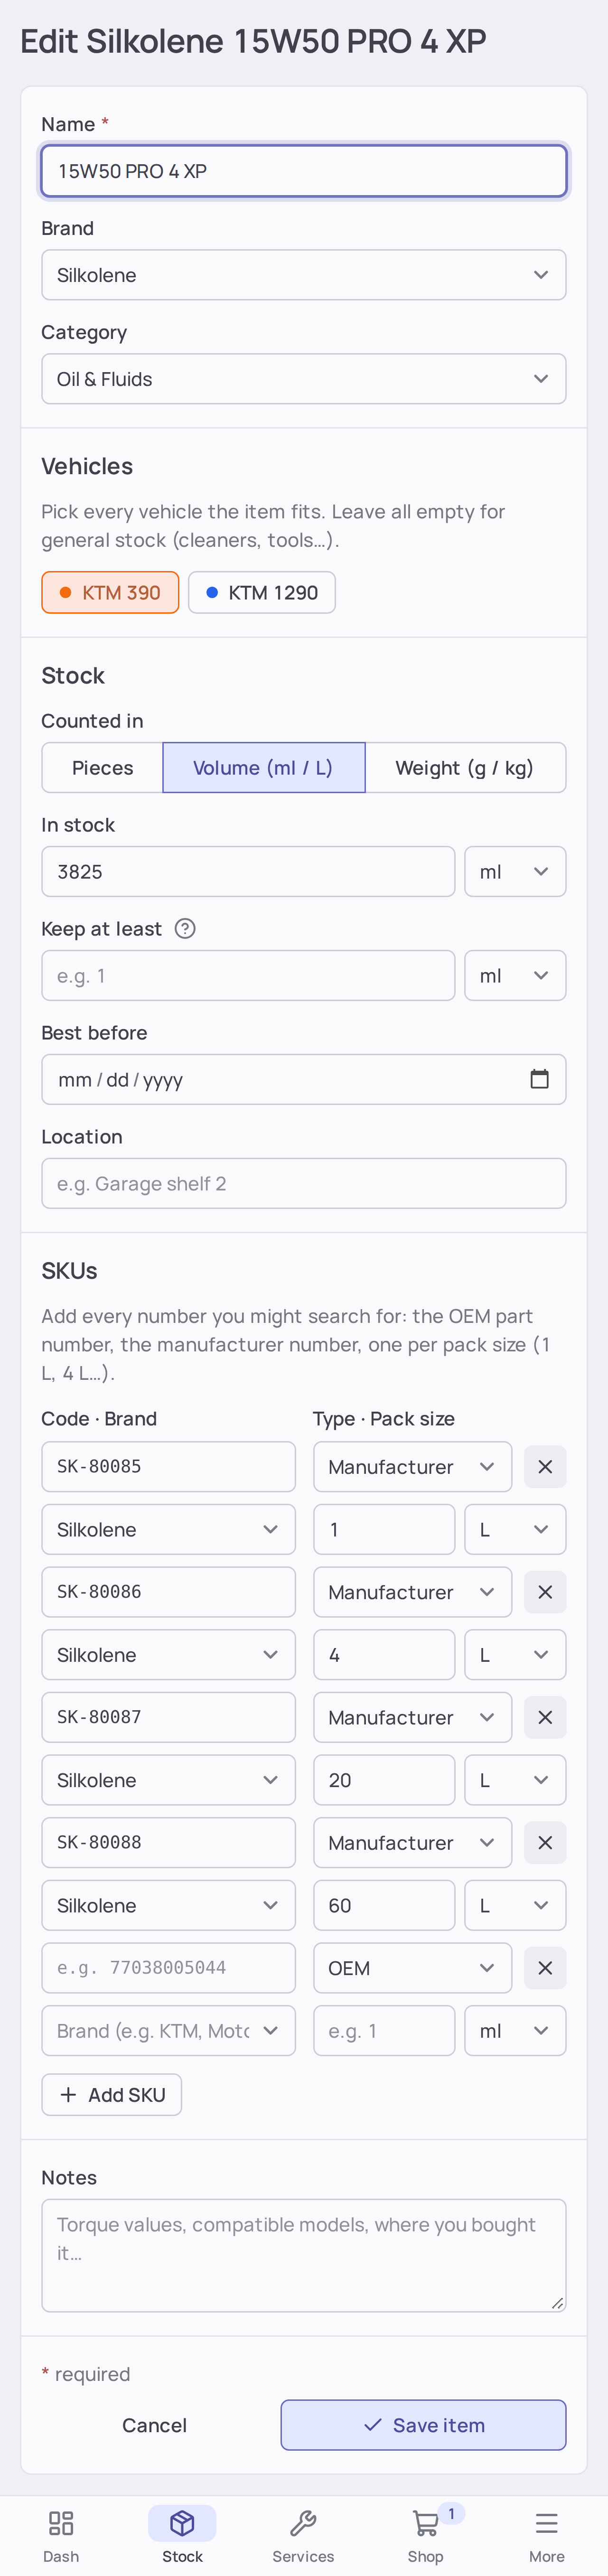 Edit Silkolene 15W50 PRO 4 XP
Name *
15W50 PRO 4 XP
Brand
Silkolene
Category
Oil & Fluids
Vehicles
Pick every vehicle the item fits. Leave all empty for
general stock (cleaners, tools…).
KTM 390
KTM 1290
Stock
Counted in
Pieces
Volume (ml / L)
Weight (g / kg)
In stock
3825
ml
Keep at least
?
e.g. 1
ml
Best before
mm / dd / yyyy
Location
e.g. Garage shelf 2
SKUs
Add every number you might search for: the OEM part
number, the manufacturer number, one per pack size (1
L, 4 L…).
Code · Brand
Type · Pack size
SK-80085
Manufacturer
Silkolene
1
L
SK-80086
Manufacturer
Silkolene
4
L
SK-80087
Manufacturer
Silkolene
20
L
SK-80088
Manufacturer
Silkolene
60
L
e.g. 77038005044
OEM
Brand (e.g. KTM, Motc
e.g. 1
ml
Add SKU
Notes
Torque values, compatible models, where you bought
it…
* required
Cancel
Save item
1
Dash
Stock
Services
Shop
More